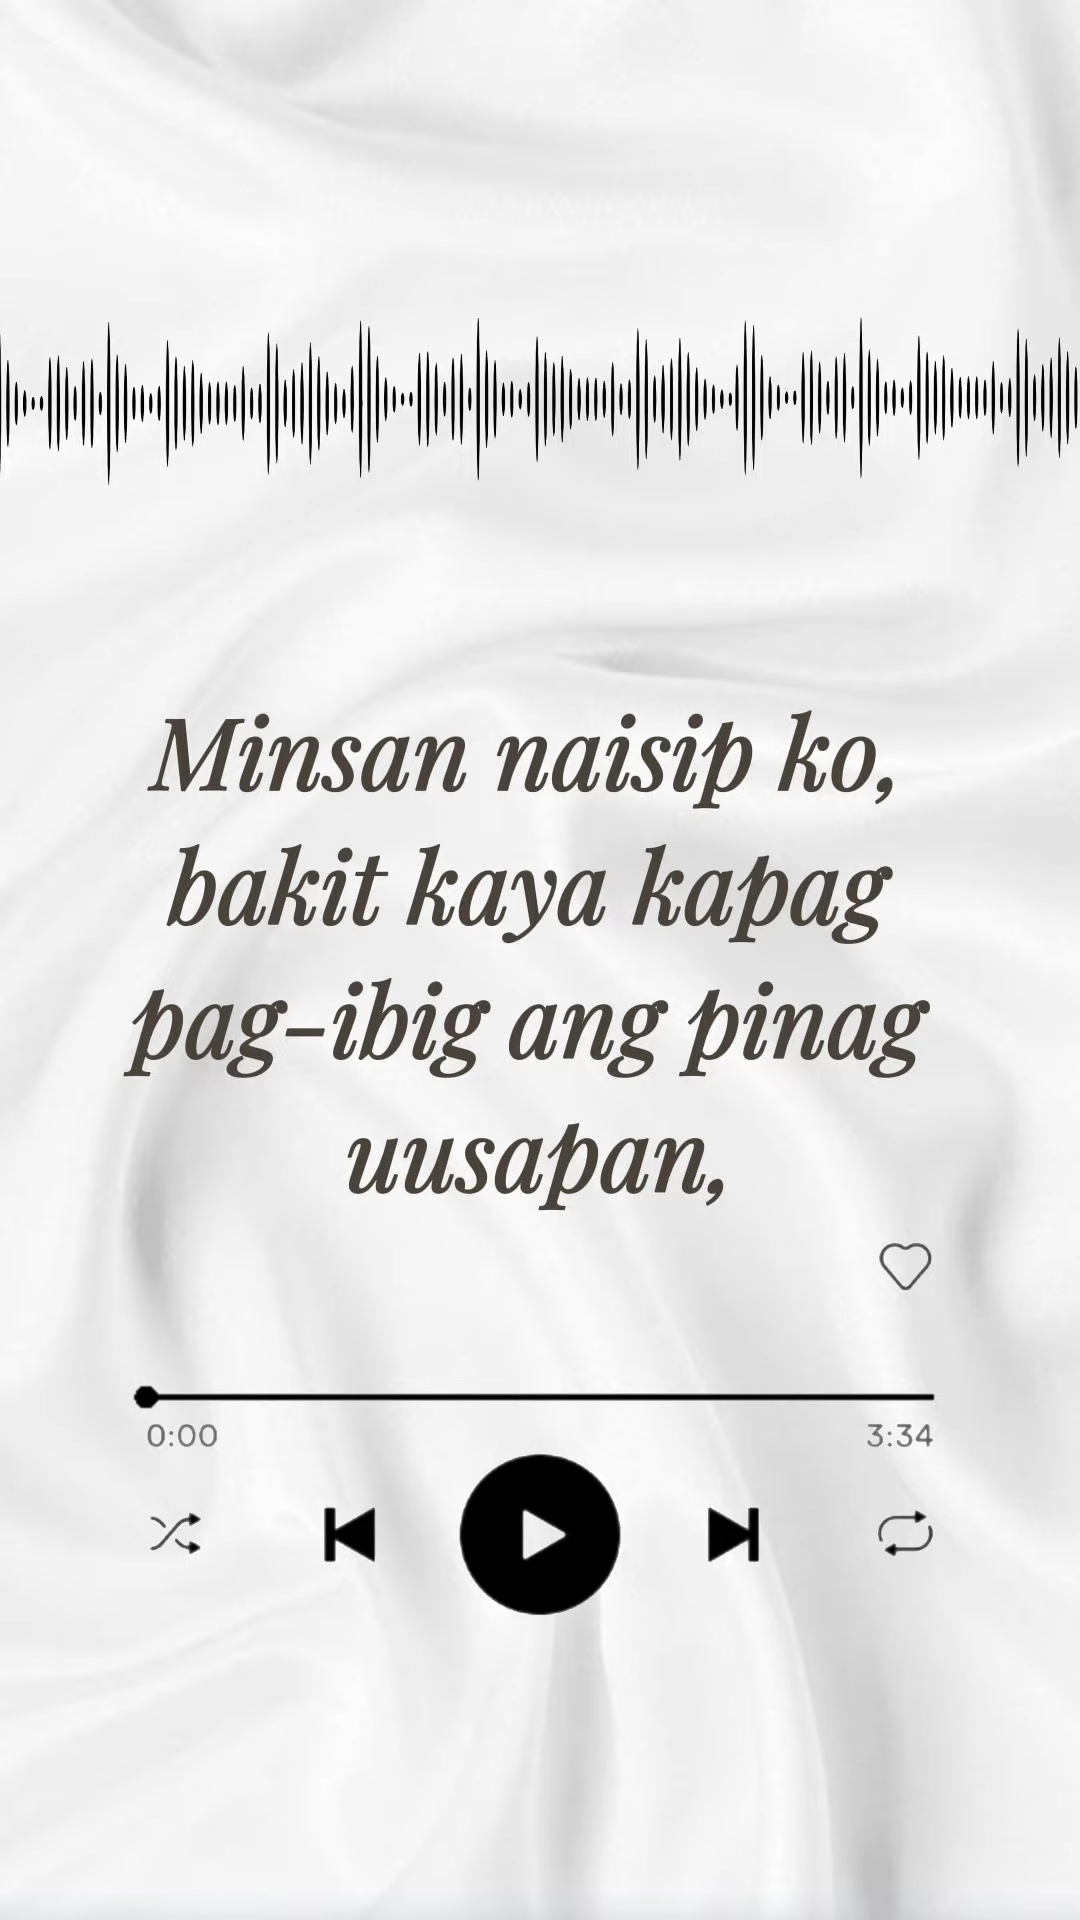 Minsan naisip ko,
bakit kaya kapag
pag-ibig ang pinag
uusapan,
0:00
3:34